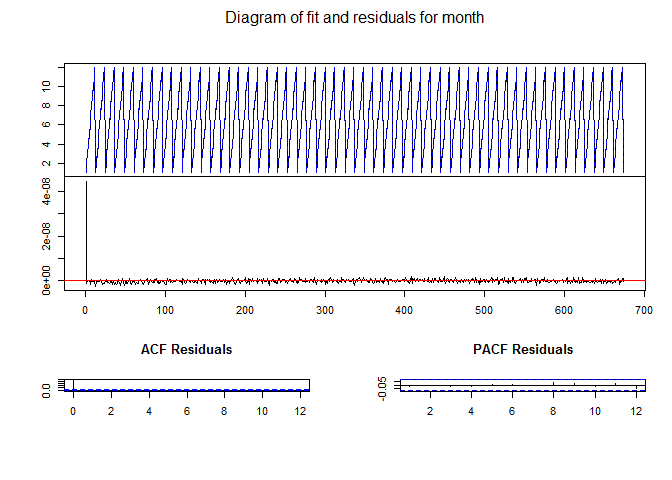 Diagram of fit and residuals for month
2 4 6 8 10
0e+00 2e-08 4e-08
0 100 200 300 400 500 600 700
ACF Residuals
PACF Residuals
0.0
-0.05
0 2 4 6 8 10 12
2 4 6 8 10 12